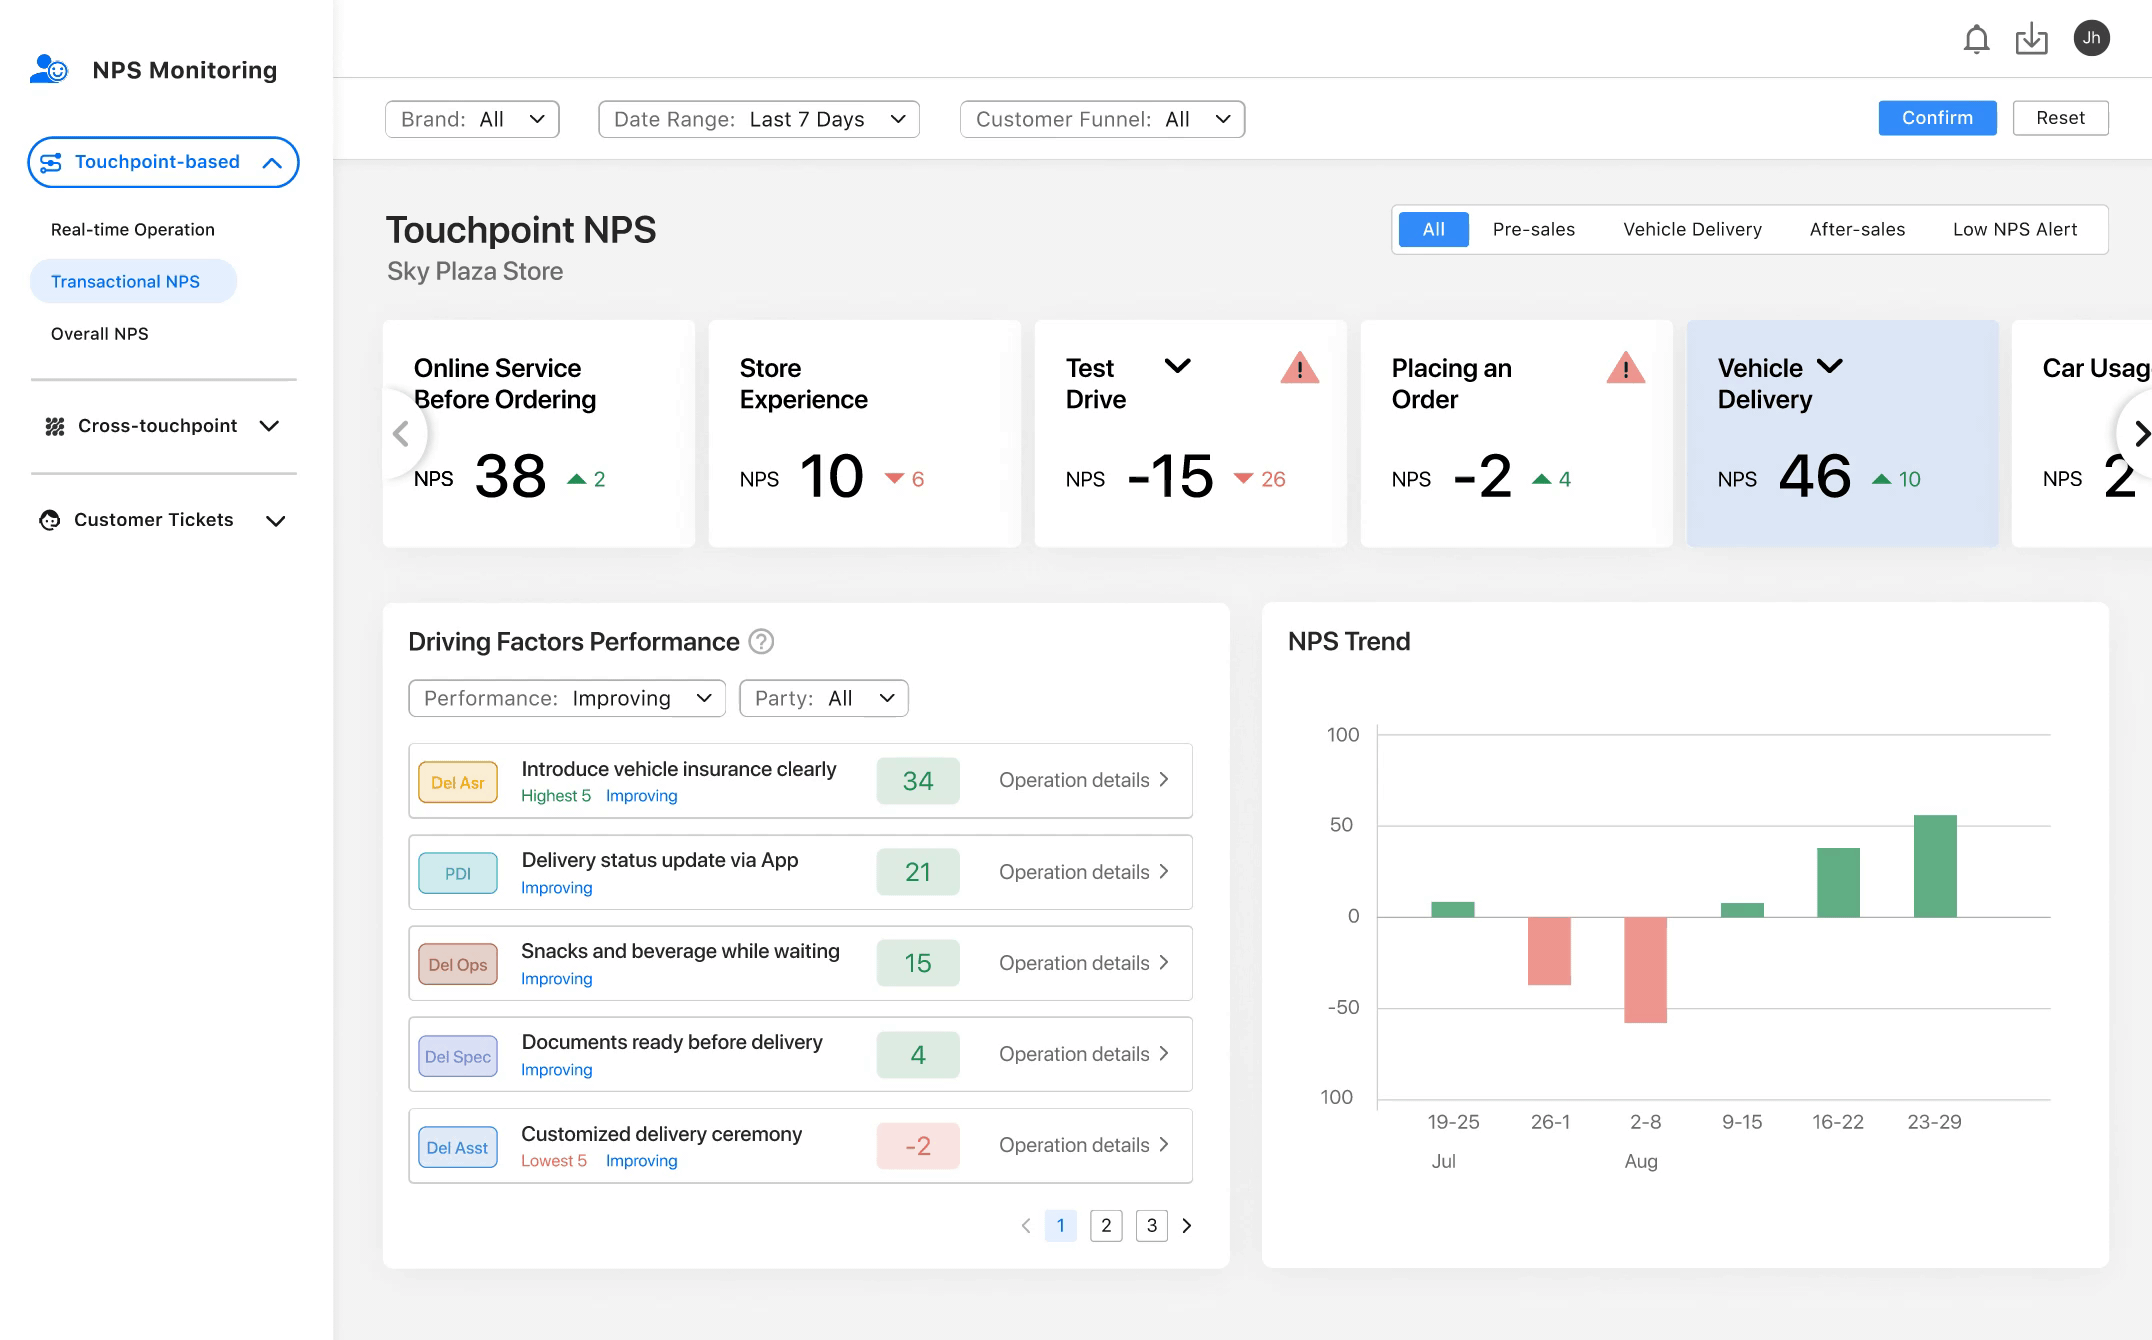 NPS Monitoring
Jh
Brand: All
Date Range: Last 7 Days
Customer Funnel: All
Confirm
Reset
Touchpoint-based
Real-time Operation
Transactional NPS
Overall NPS
Cross-touchpoint
Customer Tickets
Touchpoint NPS
Sky Plaza Store
All
Pre-sales
Vehicle Delivery
After-sales
Low NPS Alert
Online Service
Before Ordering
NPS 38 2
Store
Experience
NPS 10 6
Test
Drive
NPS -15 26
Placing an
Order
NPS -2 4
Vehicle
Delivery
NPS 46 10
Car Usag
NPS 2
Driving Factors Performance ?
Performance: Improving
Party: All
Del Asr
Introduce vehicle insurance clearly
Highest 5 Improving
34
Operation details
PDI
Delivery status update via App
Improving
21
Operation details
Del Ops
Snacks and beverage while waiting
Improving
15
Operation details
Del Spec
Documents ready before delivery
Improving
4
Operation details
Del Asst
Customized delivery ceremony
Lowest 5 Improving
-2
Operation details
1 2 3
NPS Trend
100
50
0
-50
100
19-25 26-1 2-8 9-15 16-22 23-29
Jul Aug